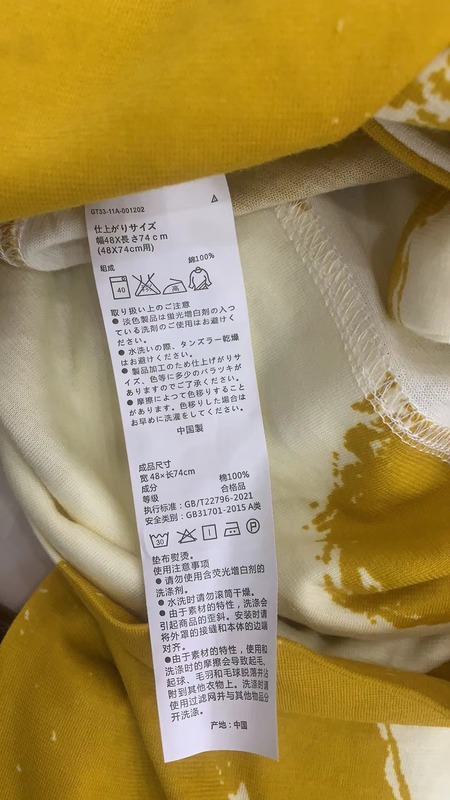 GT33-11A-001202
仕上がりサイズ
幅48X長さ74cm
(48X74cm用)
組成
綿100%
40
高
取り扱い上のご注意
●淡色製品は蛍光増白剤の入っ
ている洗剤のご使用はお避けく
ださい。
●水洗いの際、タンズラー乾燥
はお避けください。
●製品加工のため仕上げがりサ
イズ、色等に多少のバラツキが
ありますのでご了承ください。
●摩擦によつて色移りすること
があります。色移りした場合は
お早めに洗濯をしてください。
中国製
成品尺寸
宽48×长74cm
成分 棉100%
等级 合格品
执行标准:GB/T22796-2021
安全类别:GB31701-2015 A类
30
P
垫布熨烫。
使用注意事项
●请勿使用含荧光增白剂的
洗涤剂。
●水洗时请勿滚筒干燥。
●由于素材的特性,洗涤会
引起商品的歪斜。安装时请
将外罩的接缝和本体的边端
对齐。
●由于素材的特性,使用和
洗涤时的摩擦会导致起毛、
起球、毛羽和毛球脱落并沾
附到其他衣物上。洗涤时请
使用过滤网并与其他物品分
开洗涤。
产地:中国